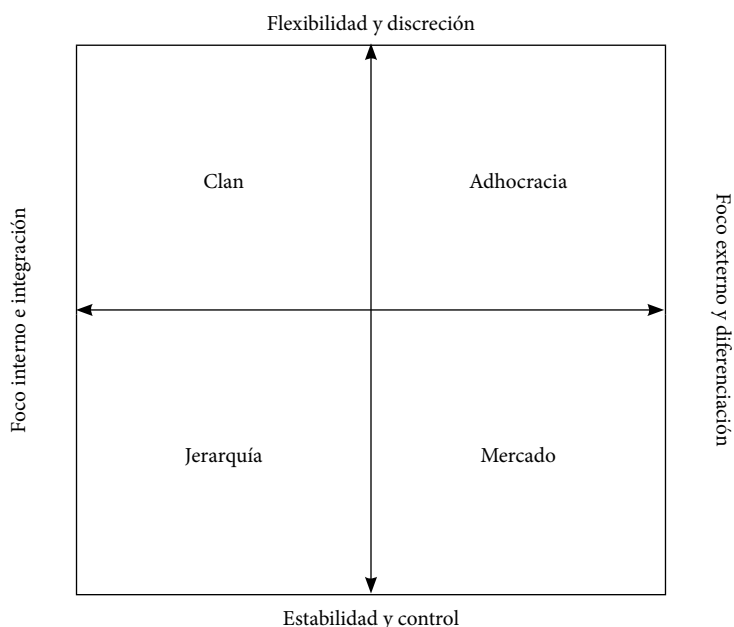 Flexibilidad y discreción
Clan
Adhocracia
Foco interno e integración
Foco externo y diferenciación
Jerarquía
Mercado
Estabilidad y control